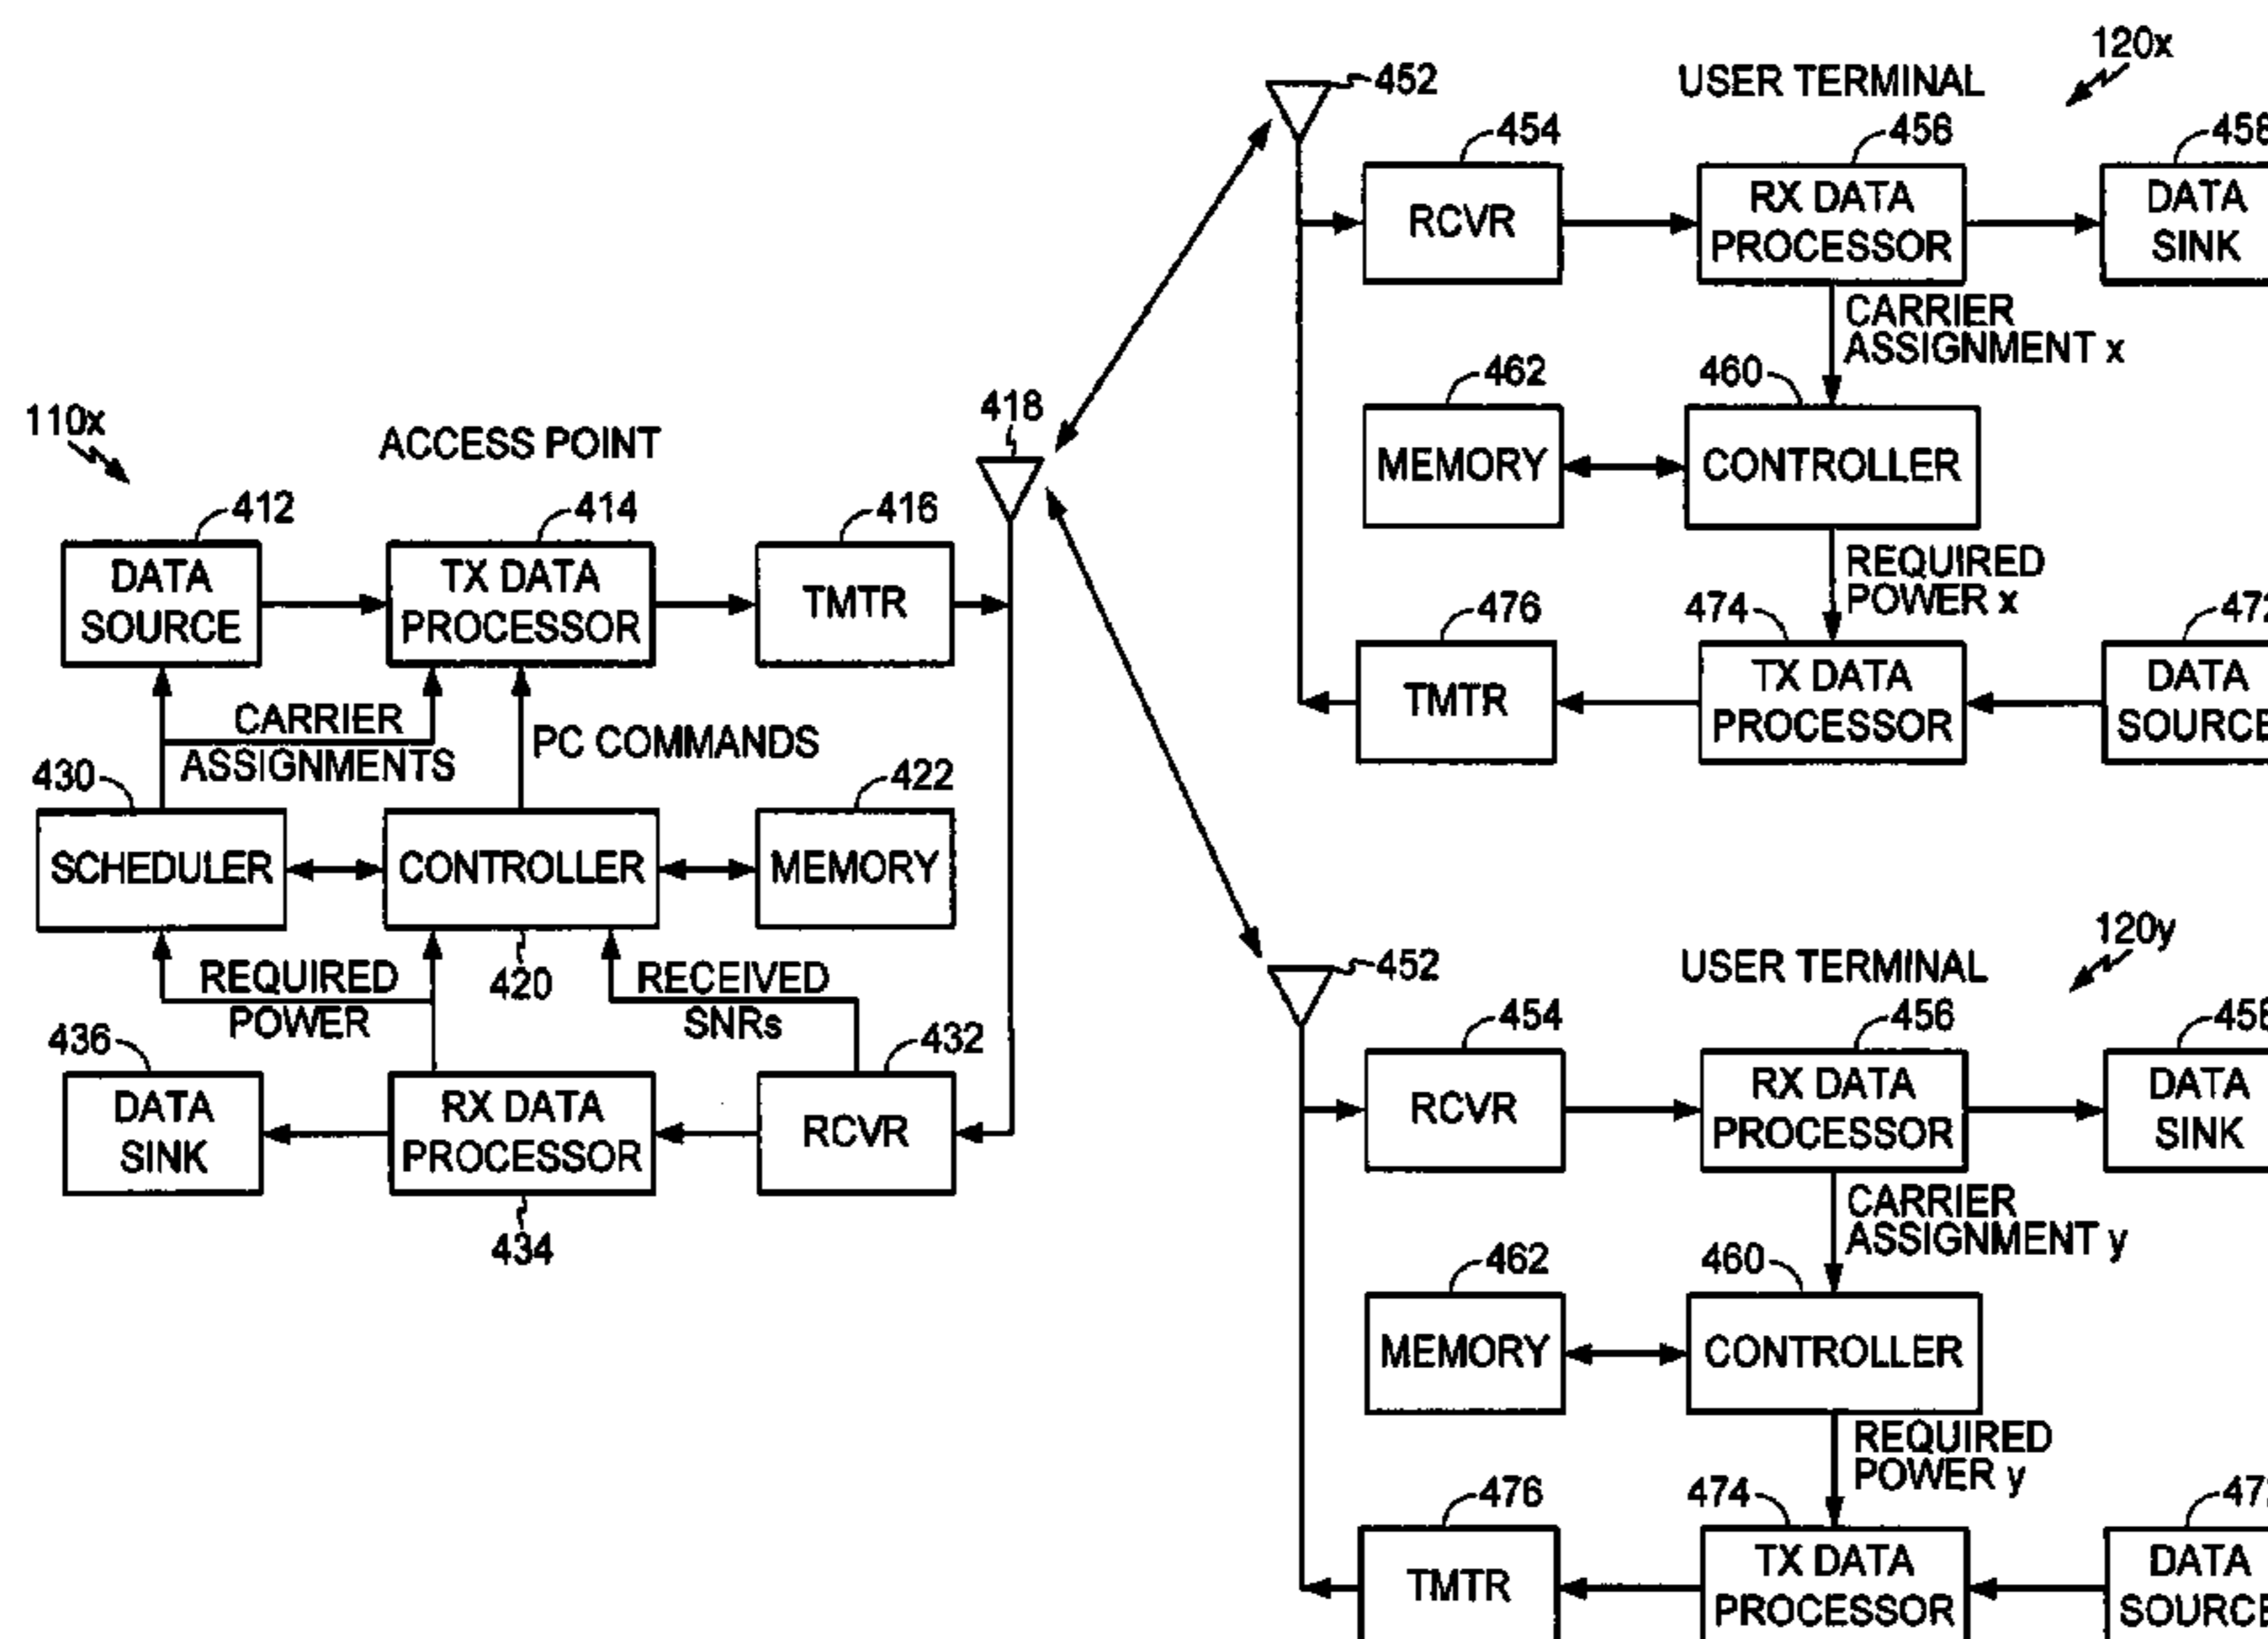 110x
ACCESS POINT
418
412
414
416
DATA
SOURCE
TX DATA
PROCESSOR
TMTR
CARRIER
ASSIGNMENTS
PC COMMANDS
430
422
SCHEDULER
CONTROLLER
MEMORY
REQUIRED
POWER
420
RECEIVED
SNRs
436
432
DATA
SINK
RX DATA
PROCESSOR
RCVR
434
452
USER TERMINAL
120x
454
456
RCVR
RX DATA
PROCESSOR
DATA
SINK
CARRIER
ASSIGNMENT x
462
460
MEMORY
CONTROLLER
REQUIRED
POWER x
476
474
TMTR
TX DATA
PROCESSOR
DATA
SOURCE
452
USER TERMINAL
120y
454
456
RCVR
RX DATA
PROCESSOR
DATA
SINK
CARRIER
ASSIGNMENT y
462
460
MEMORY
CONTROLLER
REQUIRED
POWER y
476
474
TMTR
TX DATA
PROCESSOR
DATA
SOURCE